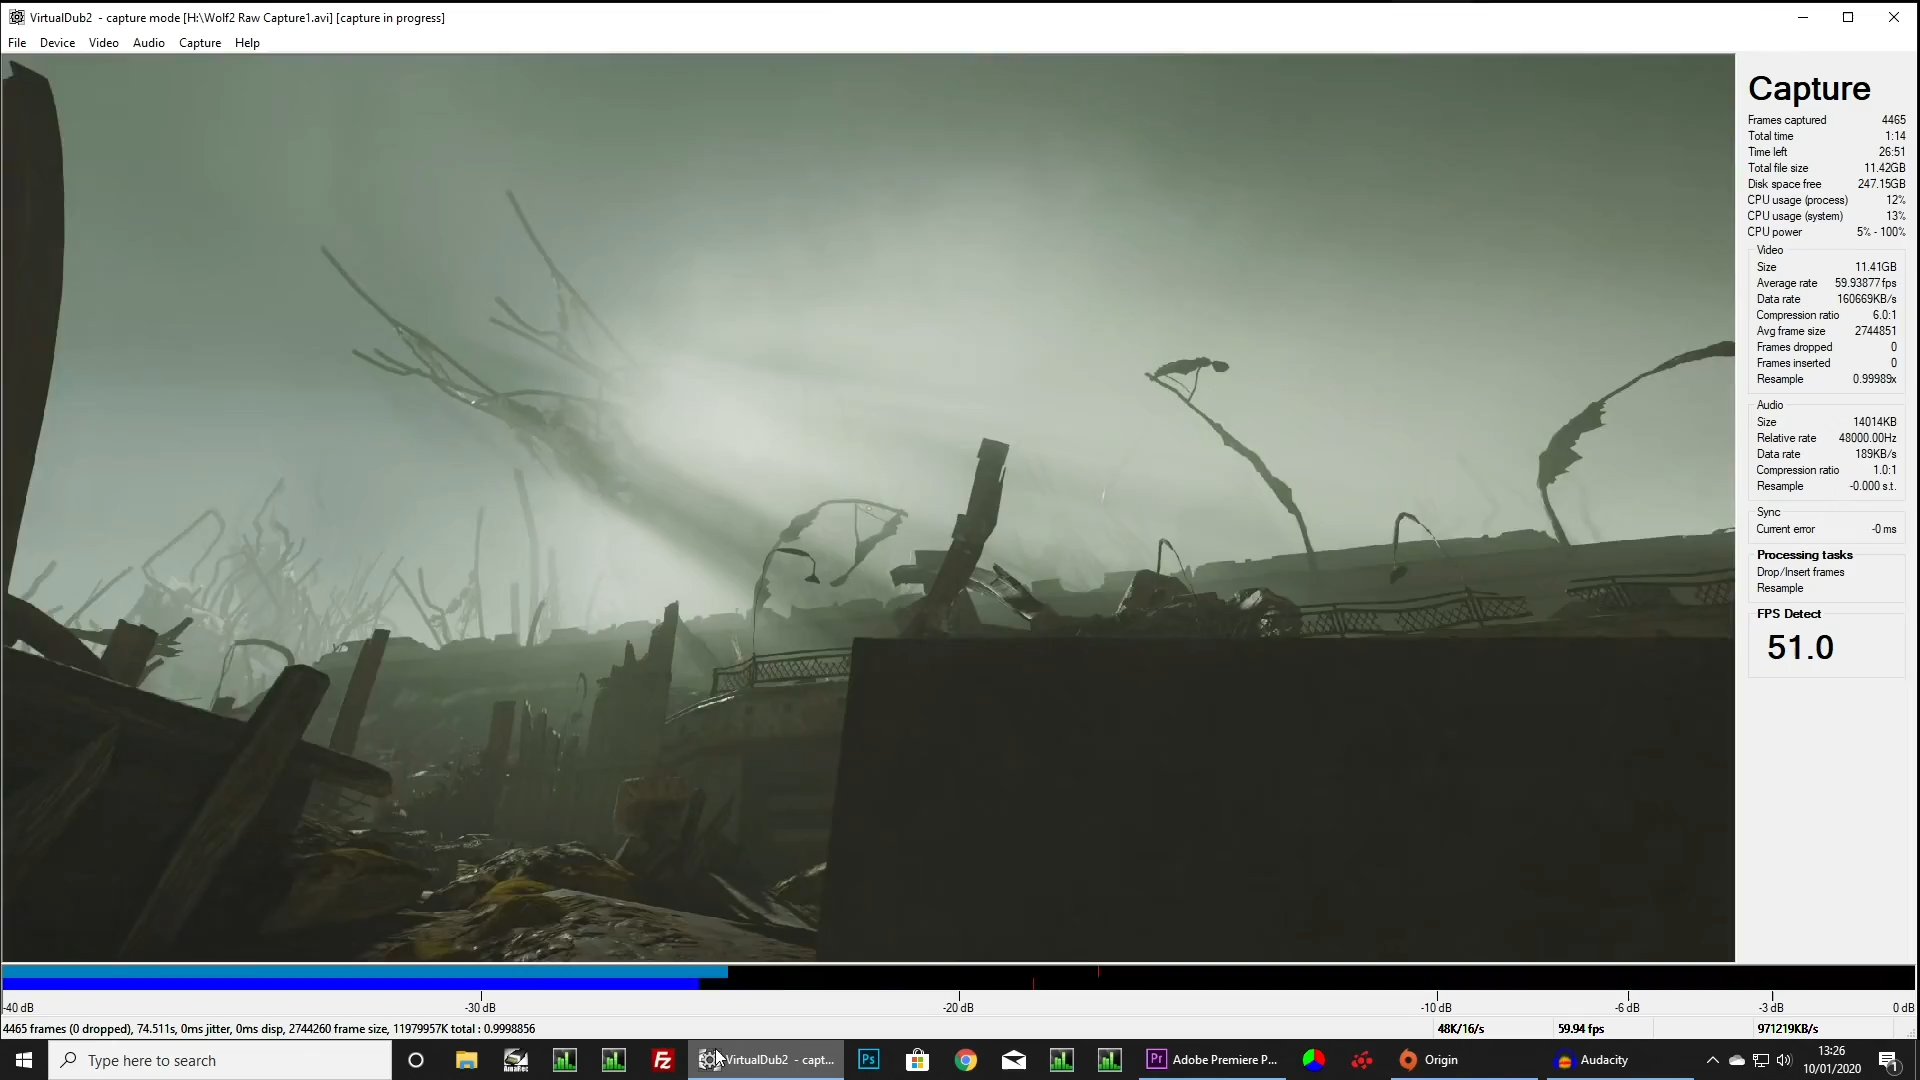 VirtualDub2 - capture mode [H:\Wolf2 Raw Capture1.avi] [capture in progress]
File Device Video Audio Capture Help
Capture
Frames captured 4465
Total time 1:14
Time left 26:51
Total file size 11.42GB
Disk space free 247.15GB
CPU usage (process) 12%
CPU usage (system) 13%
CPU power 5% - 100%
Video
Size 11.41GB
Average rate 59.93877 fps
Data rate 160669KB/s
Compression ratio 6.0:1
Avg frame size 2744851
Frames dropped 0
Frames inserted 0
Resample 0.99989x
Audio
Size 14014KB
Relative rate 48000.00Hz
Data rate 189KB/s
Compression ratio 1.0:1
Resample -0.000 s.t.
Sync
Current error -0 ms
Processing tasks
Drop/Insert frames
Resample
FPS Detect
51.0
-40 dB -30 dB -20 dB -10 dB -6 dB -3 dB 0 dB
4465 frames (0 dropped), 74.511s, 0ms jitter, 0ms disp, 2744260 frame size, 11979957K total : 0.9998856 48K/16/s 59.94 fps 971219KB/s
Type here to search Fz VirtualDub2 - capt... Ps Pr Adobe Premiere P... Origin Audacity 13:26
10/01/2020 1